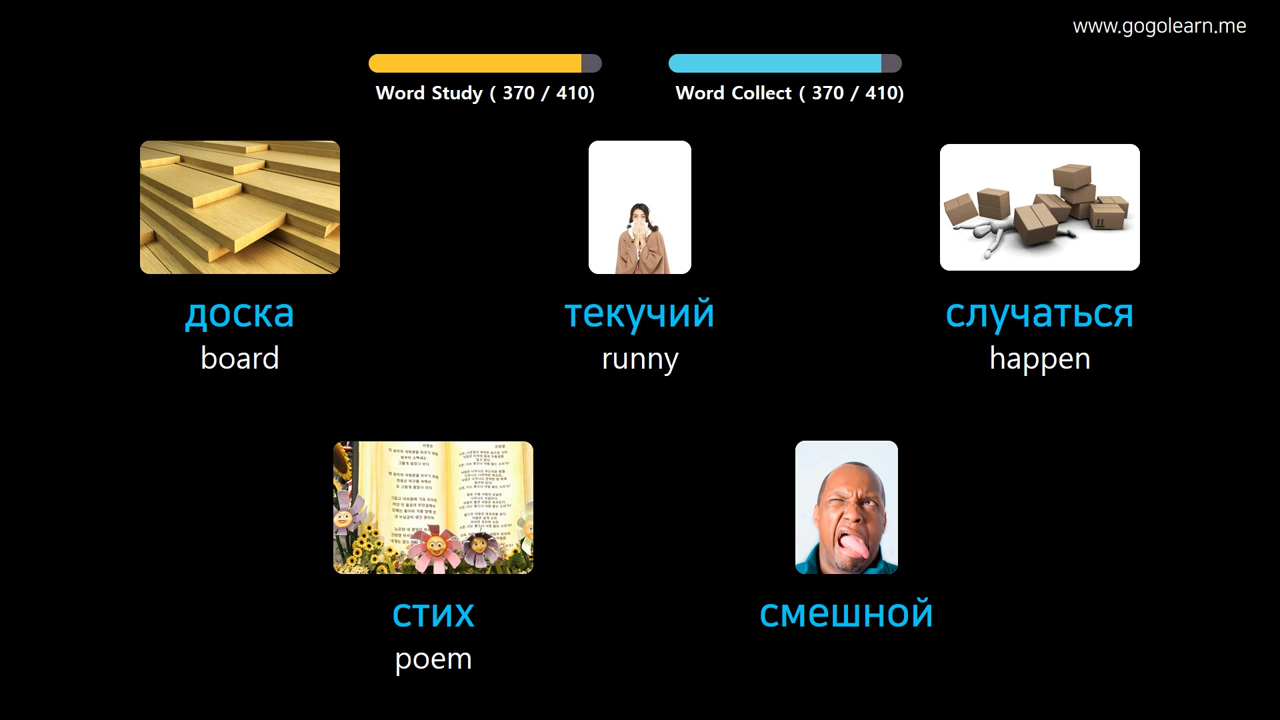 www.gogolearn.me
Word Study ( 370 / 410)
Word Collect ( 370 / 410)
доска
board
текучий
runny
случаться
happen
стих
poem
смешной